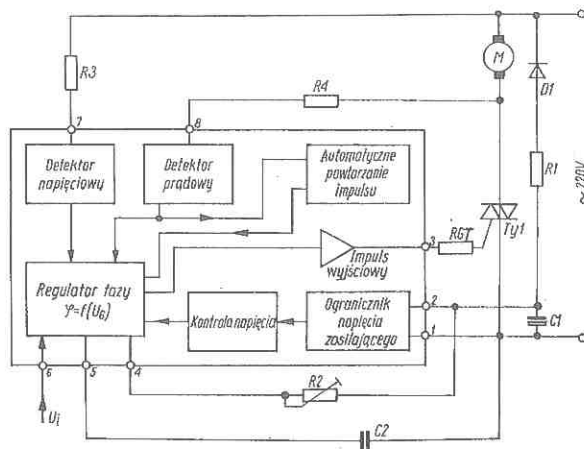 R3
M
D1
R4
7
8
Detektor
napięciowy
Detektor
prądowy
Automatyczne
powtarzanie
impulsu
R1
≈220V
Ty1
3
RGT
Impuls
wyjściowy
Regulator fazy
φ=f(U6)
Kontrola napięcia
Ogranicznik
napięcia
zasilającego
2
1
C1
6
5
4
R2
Ui
C2